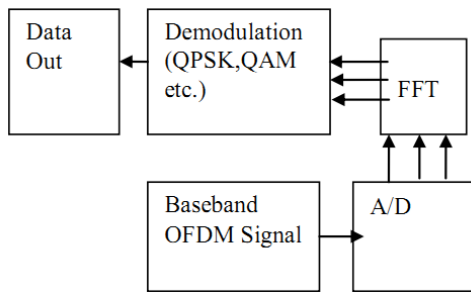 Data
Out
Demodulation
(QPSK,QAM
etc.)
FFT
Baseband
OFDM Signal
A/D